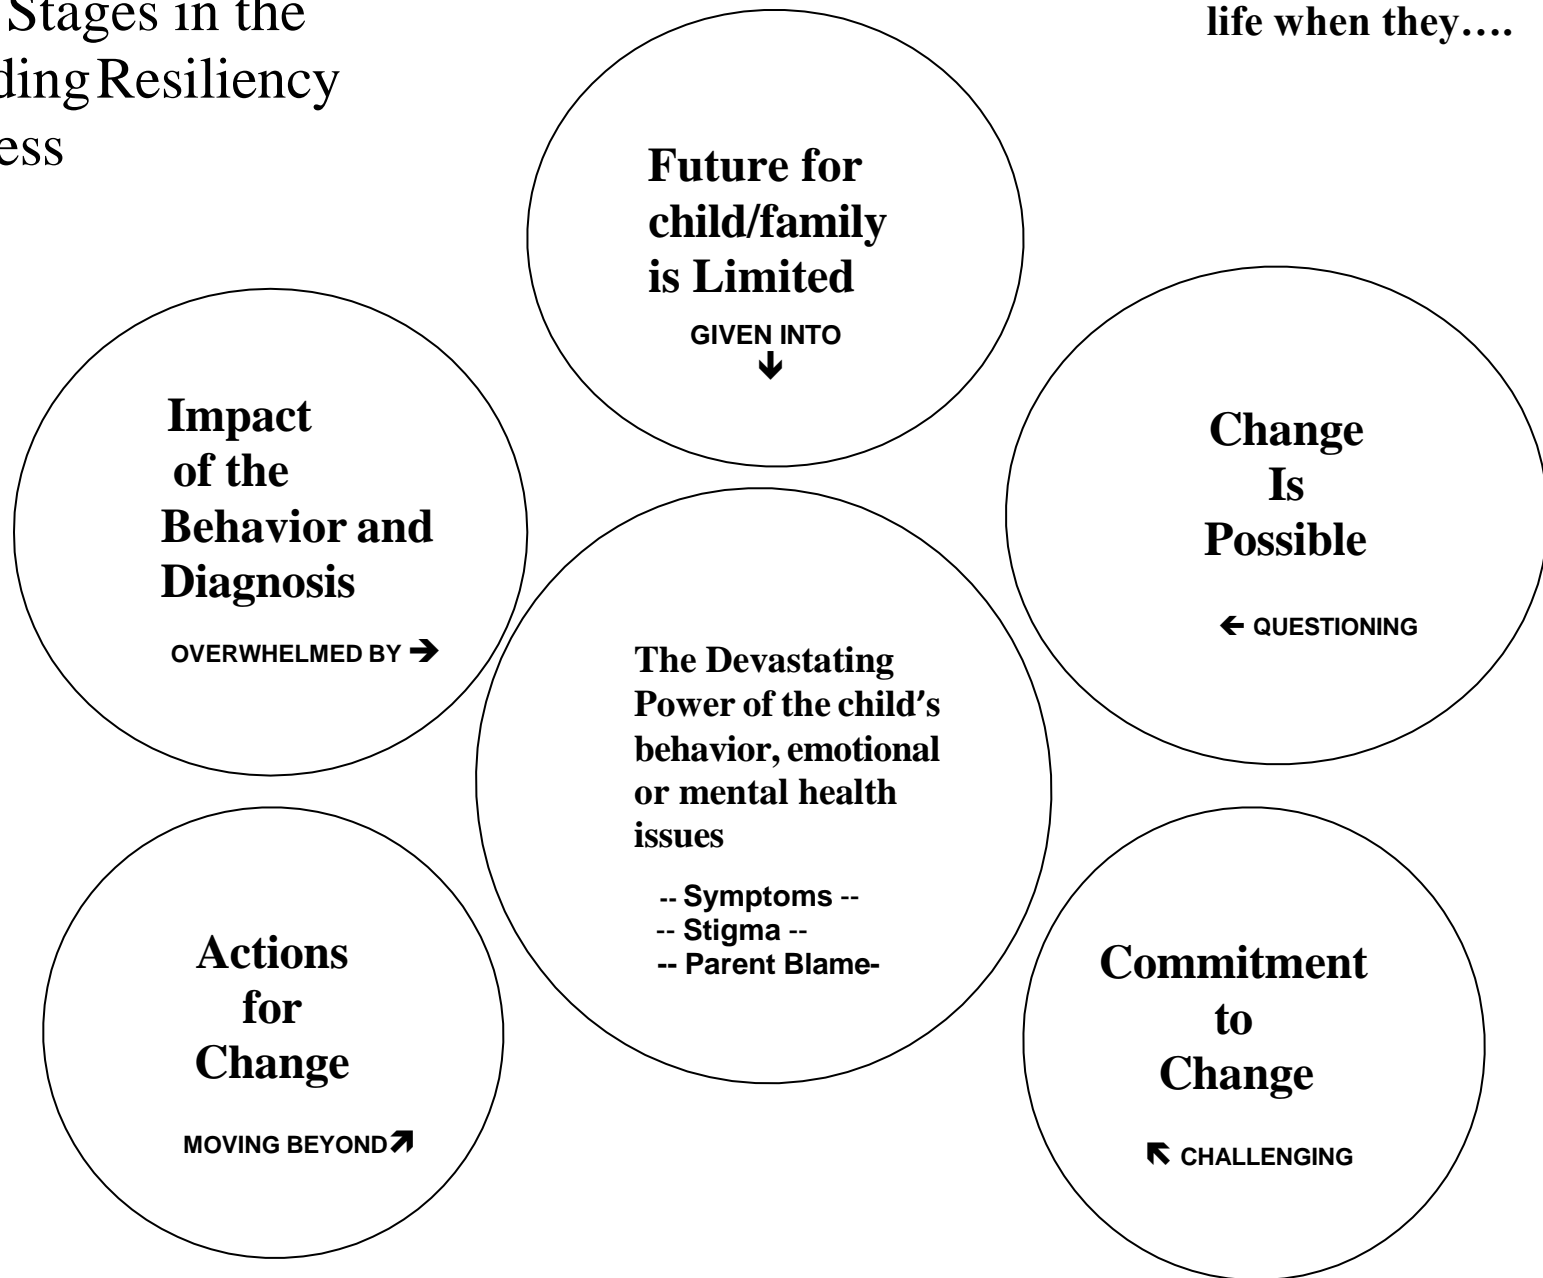 Stages in the
ding Resiliency
ess
life when they….
Future for
child/family
is Limited
GIVEN INTO
↓
Impact
of the
Behavior and
Diagnosis
OVERWHELMED BY →
Change
Is
Possible
← QUESTIONING
The Devastating
Power of the child's
behavior, emotional
or mental health
issues
-- Symptoms --
-- Stigma --
-- Parent Blame-
Actions
for
Change
MOVING BEYOND↗
Commitment
to
Change
↖ CHALLENGING